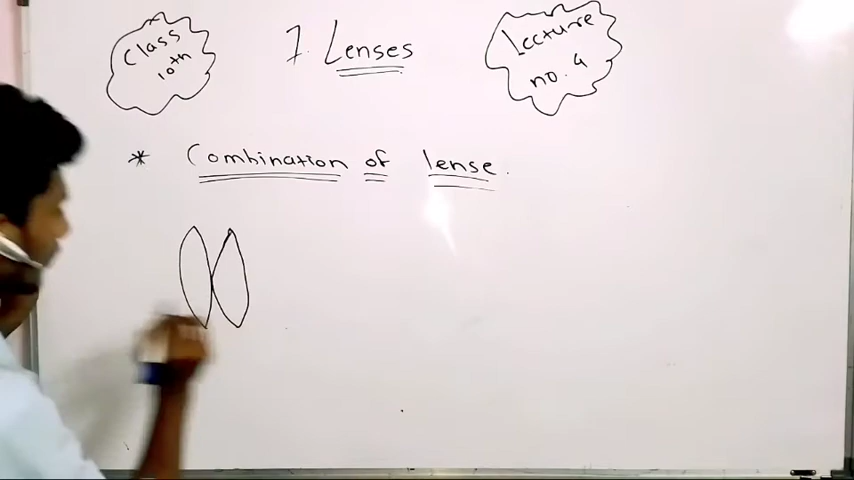 Class
10th
7. Lenses
Lecture
no. 4
* Combination of lense.